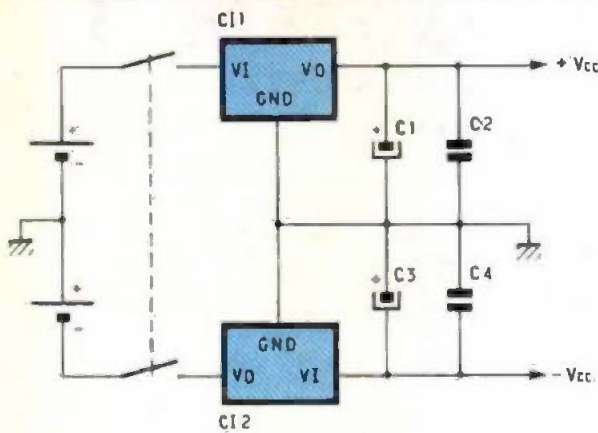 CI1
VI VO
GND
+ Vcc
+
-
+ C1
C2
+
-
+ C3
C4
GND
VO VI
- Vcc
CI2